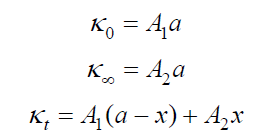 κ₀ = A₁a
κ∞ = A₂a
κₜ = A₁(a − x) + A₂x